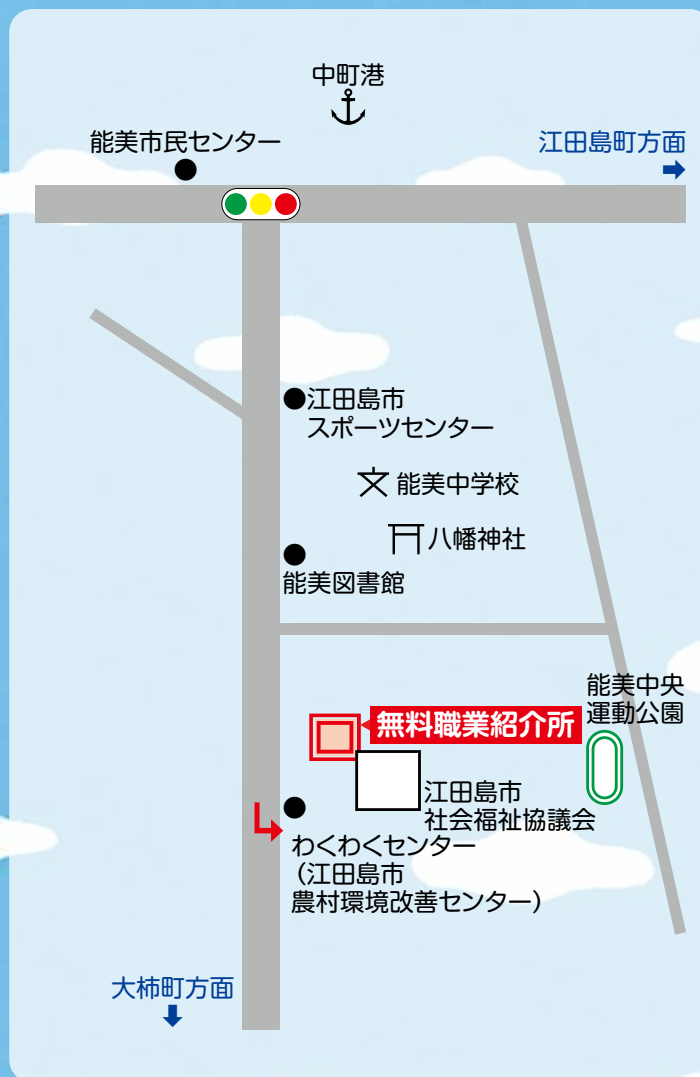 中町港
能美市民センター
江田島町方面
江田島市
スポーツセンター
能美中学校
八幡神社
能美図書館
能美中央
運動公園
無料職業紹介所
江田島市
社会福祉協議会
わくわくセンター
（江田島市
農村環境改善センター）
大柿町方面